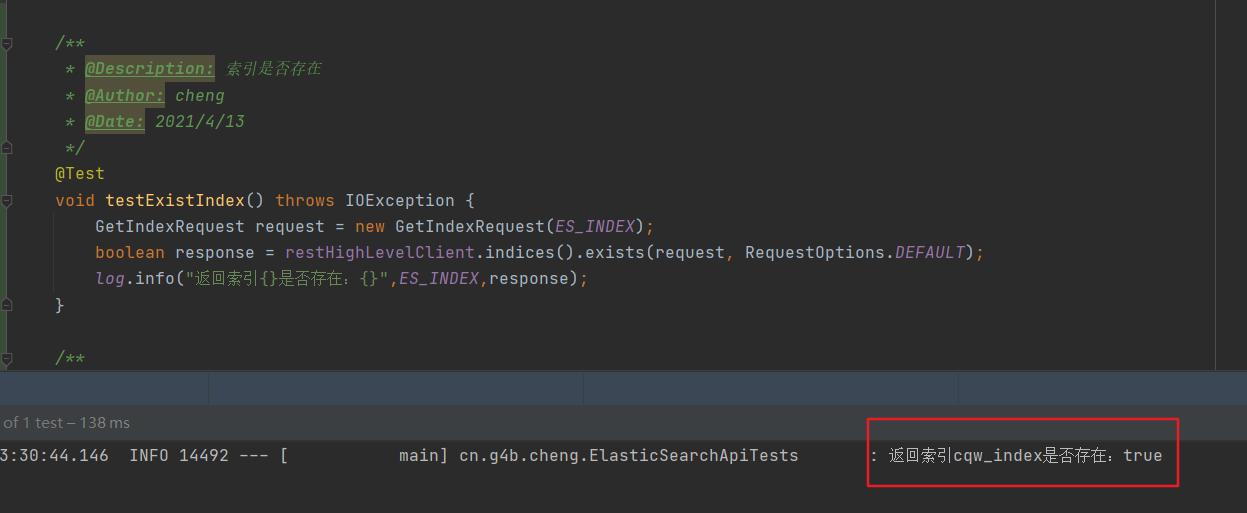 /**
 * @Description: 索引是否存在
 * @Author: cheng
 * @Date: 2021/4/13
 */
@Test
void testExistIndex() throws IOException {
    GetIndexRequest request = new GetIndexRequest(ES_INDEX);
    boolean response = restHighLevelClient.indices().exists(request, RequestOptions.DEFAULT);
    log.info("返回索引{}是否存在：{}",ES_INDEX,response);
}
/**
of 1 test – 138 ms
3:30:44.146  INFO 14492 --- [           main] cn.g4b.cheng.ElasticSearchApiTests       : 返回索引cqw_index是否存在：true